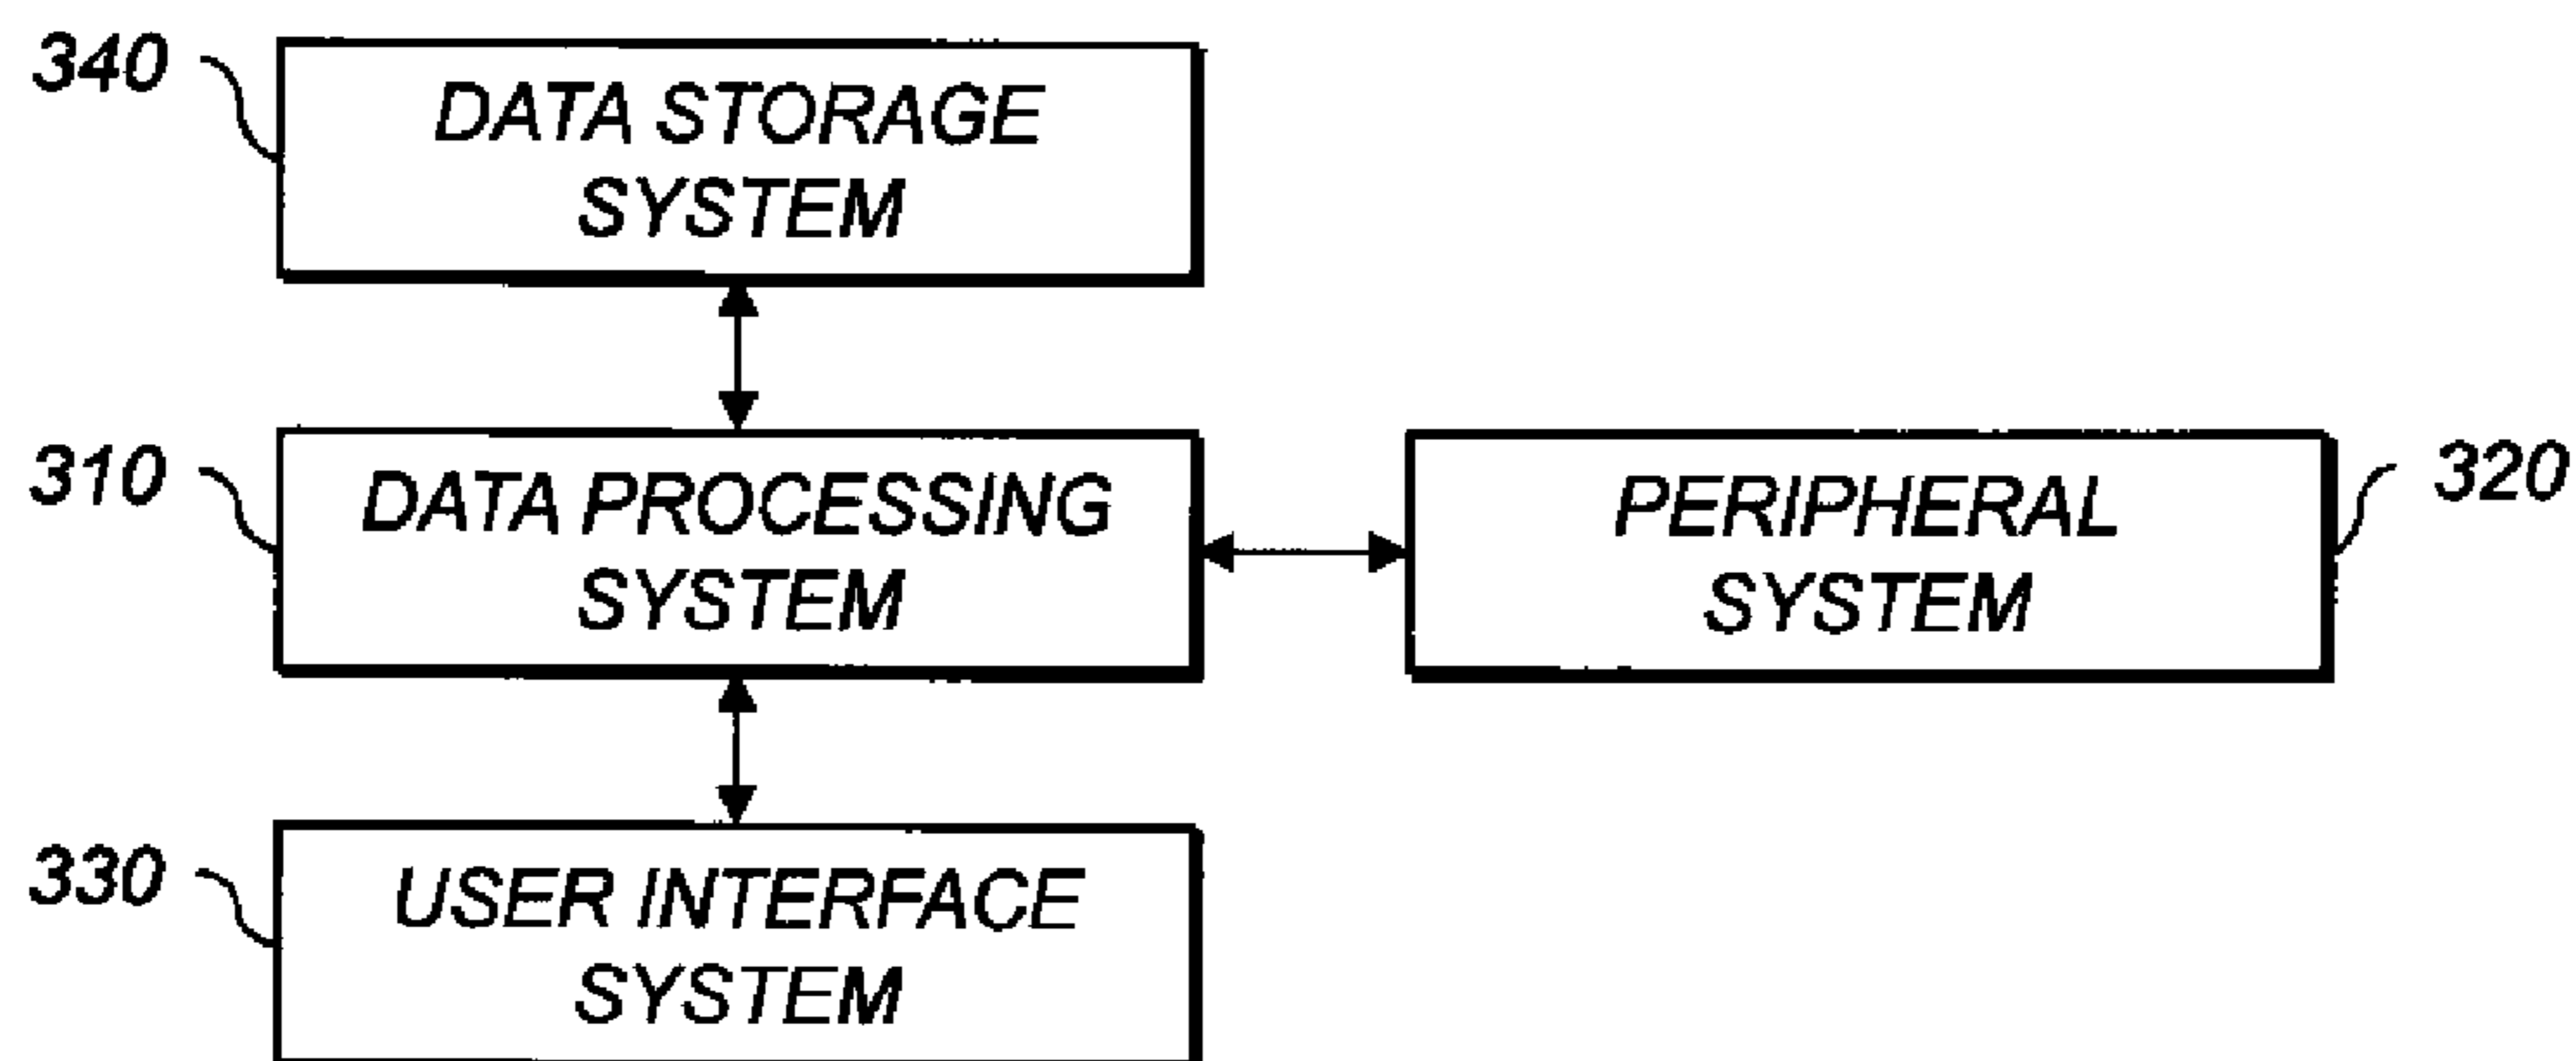 340
DATA STORAGE
SYSTEM
310
DATA PROCESSING
SYSTEM
PERIPHERAL
SYSTEM
320
330
USER INTERFACE
SYSTEM